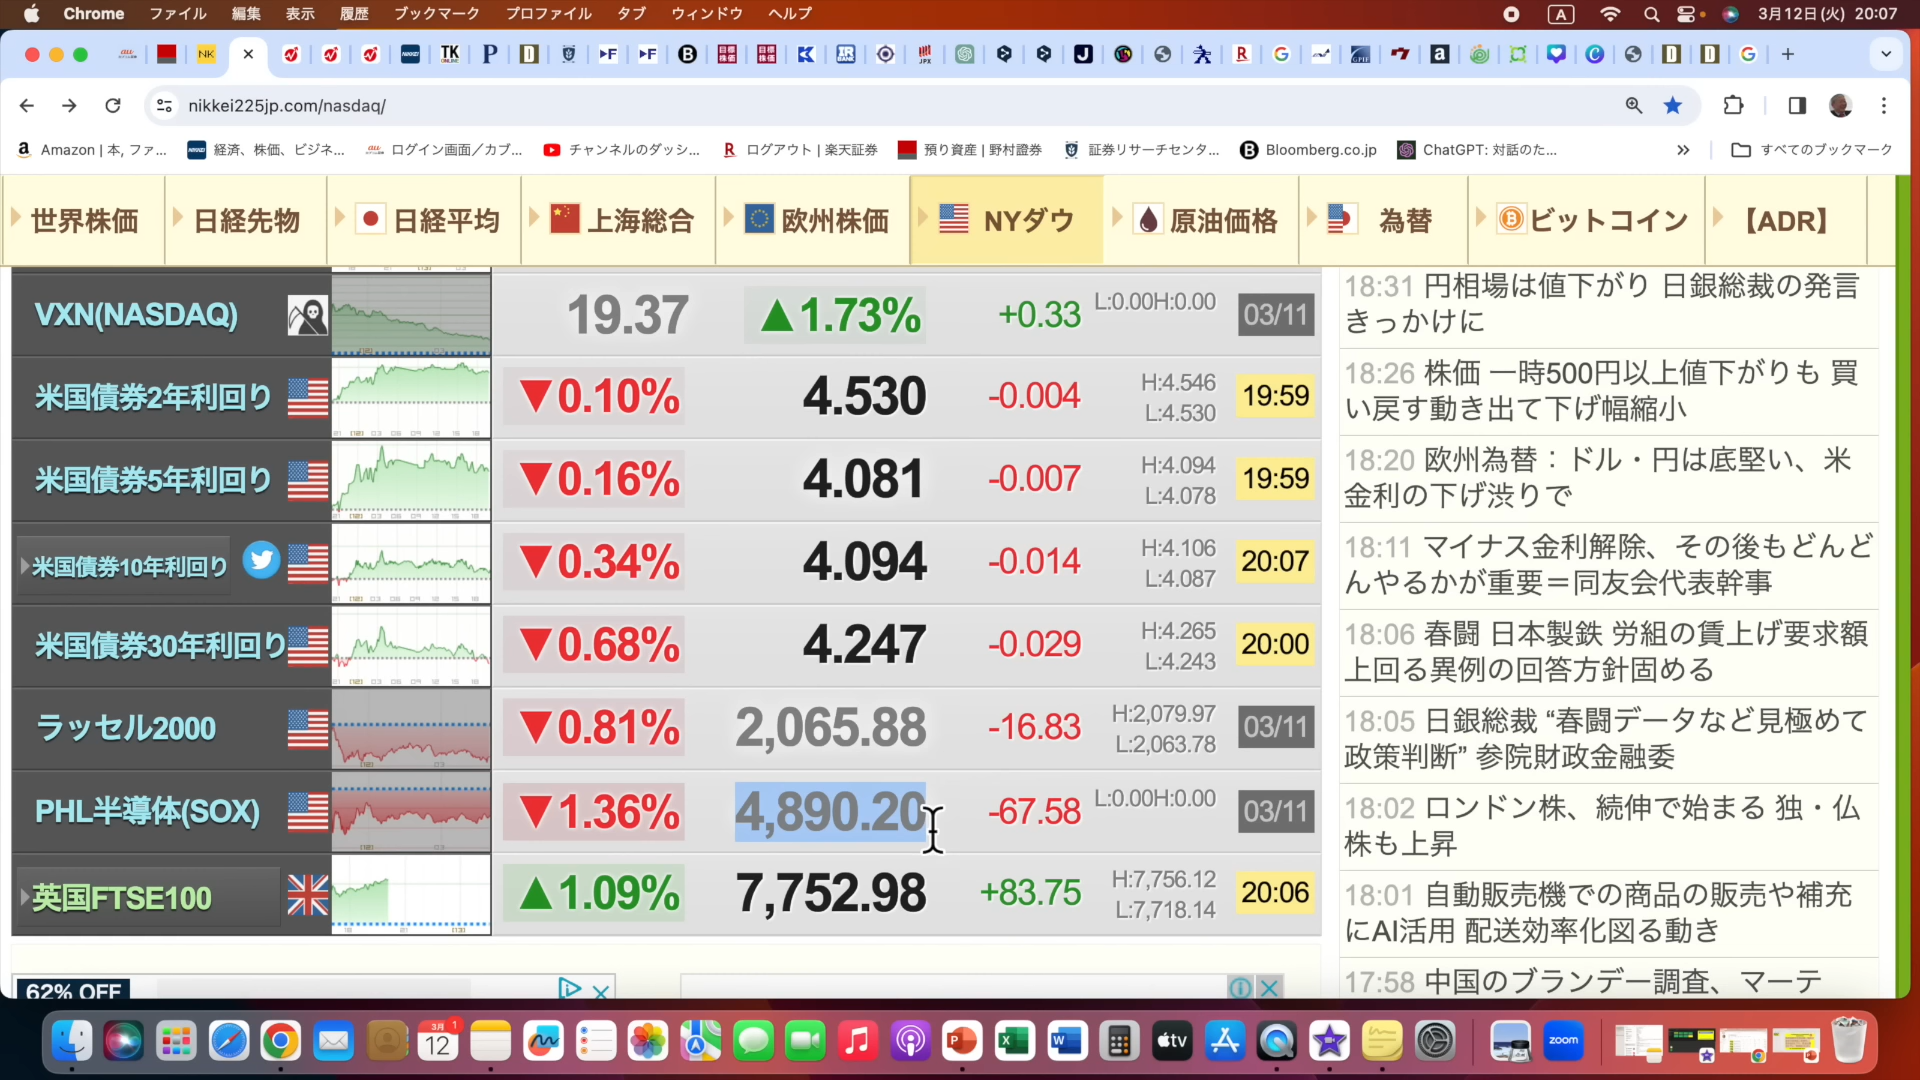 Chrome ファイル 編集 表示 履歴 ブックマーク プロファイル タブ ウィンドウ ヘルプ A 3月12日(火) 20:07
nikkei225jp.com/nasdaq/
Amazon | 本, ファ... 経済、株価、ビジネ... ログイン画面／カブ... チャンネルのダッシ... ログアウト | 楽天証券 預り資産 | 野村證券 証券リサーチセンタ... Bloomberg.co.jp ChatGPT: 対話のた... » すべてのブックマーク
世界株価 日経先物 日経平均 上海総合 欧州株価 NYダウ 原油価格 為替 ビットコイン 【ADR】
VXN(NASDAQ) 19.37 ▲1.73% +0.33 L:0.00H:0.00 03/11
米国債券2年利回り ▼0.10% 4.530 -0.004 H:4.546 L:4.530 19:59
米国債券5年利回り ▼0.16% 4.081 -0.007 H:4.094 L:4.078 19:59
米国債券10年利回り ▼0.34% 4.094 -0.014 H:4.106 L:4.087 20:07
米国債券30年利回り ▼0.68% 4.247 -0.029 H:4.265 L:4.243 20:00
ラッセル2000 ▼0.81% 2,065.88 -16.83 H:2,079.97 L:2,063.78 03/11
PHL半導体(SOX) ▼1.36% 4,890.20 -67.58 L:0.00H:0.00 03/11
英国FTSE100 ▲1.09% 7,752.98 +83.75 H:7,756.12 L:7,718.14 20:06
18:31 円相場は値下がり 日銀総裁の発言
きっかけに
18:26 株価 一時500円以上値下がりも 買
い戻す動き出て下げ幅縮小
18:20 欧州為替：ドル・円は底堅い、米
金利の下げ渋りで
18:11 マイナス金利解除、その後もどんど
んやるかが重要＝同友会代表幹事
18:06 春闘 日本製鉄 労組の賃上げ要求額
上回る異例の回答方針固める
18:05 日銀総裁 “春闘データなど見極めて
政策判断” 参院財政金融委
18:02 ロンドン株、続伸で始まる 独・仏
株も上昇
18:01 自動販売機での商品の販売や補充
にAI活用 配送効率化図る動き
17:58 中国のブランデー調査、マーテ
62% OFF
3月 1
12
tv
zoom